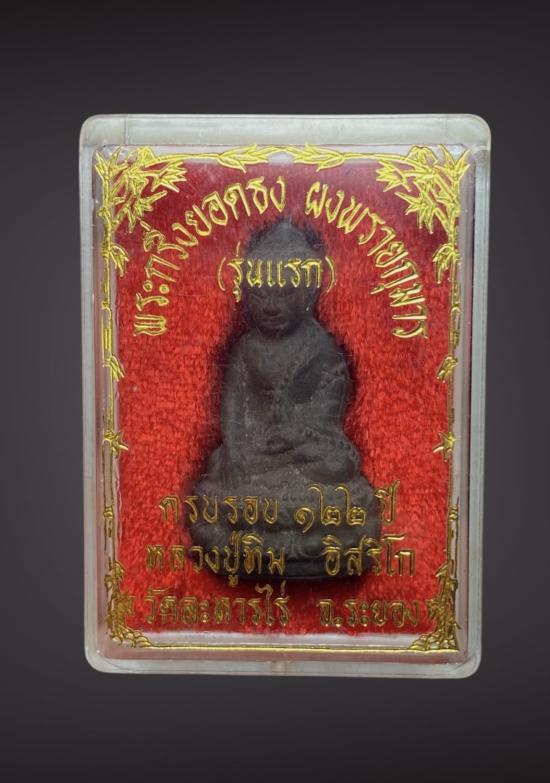 พระกริ่งยอดธง ผงพรายกุมาร
(รุ่นแรก)
ครบรอบ ๑๒๒ ปี
หลวงปู่ทิม อิสริโก
วัดละหารไร่ จ.ระยอง